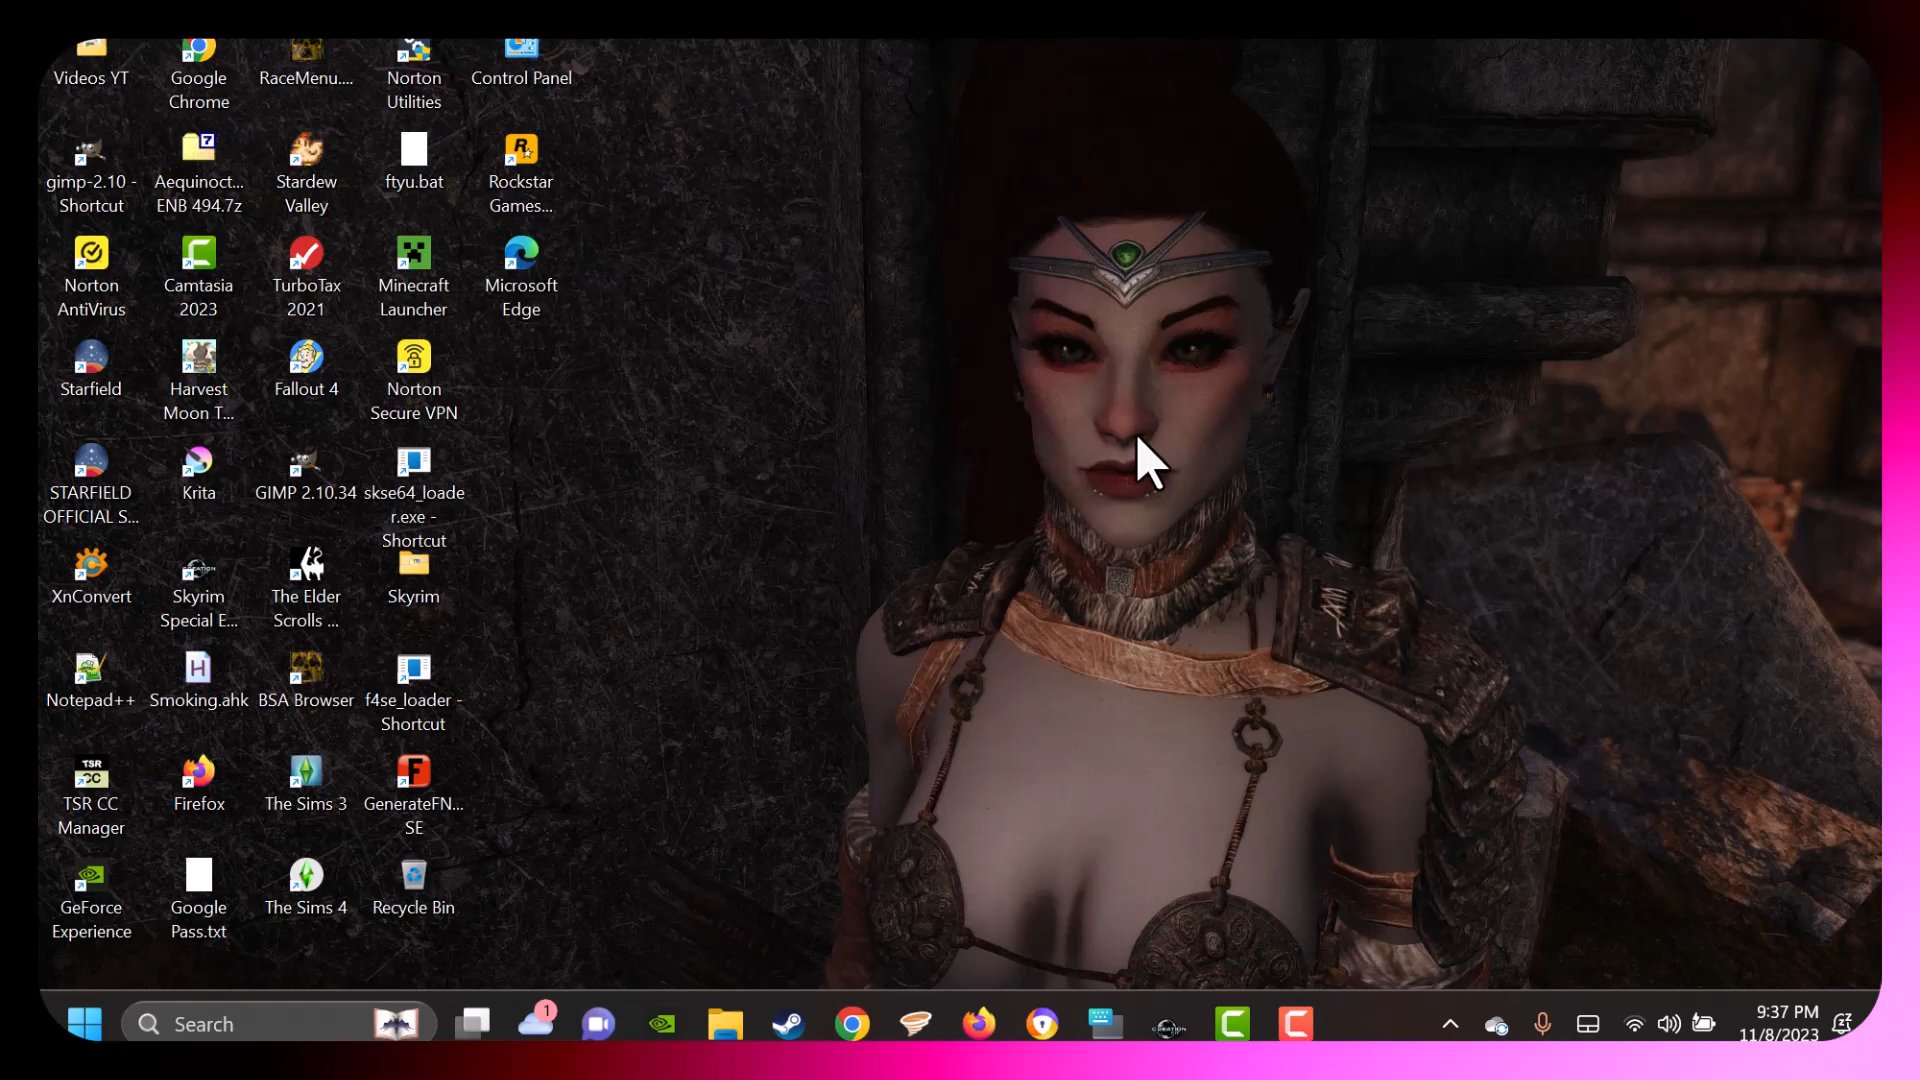 Videos YT
Google
Chrome
RaceMenu....
Norton
Utilities
Control Panel
gimp-2.10 -
Shortcut
Aequinoct...
ENB 494.7z
Stardew
Valley
ftyu.bat
Rockstar
Games...
Norton
AntiVirus
Camtasia
2023
TurboTax
2021
Minecraft
Launcher
Microsoft
Edge
Starfield
Harvest
Moon T...
Fallout 4
Norton
Secure VPN
STARFIELD
OFFICIAL S...
Krita
GIMP 2.10.34
skse64_loade
r.exe -
Shortcut
XnConvert
Skyrim
Special E...
The Elder
Scrolls ...
Skyrim
Notepad++
Smoking.ahk
BSA Browser
f4se_loader -
Shortcut
TSR
CC
TSR CC
Manager
Firefox
The Sims 3
GenerateFN...
SE
GeForce
Experience
Google
Pass.txt
The Sims 4
Recycle Bin
Search
1
9:37 PM
11/8/2023